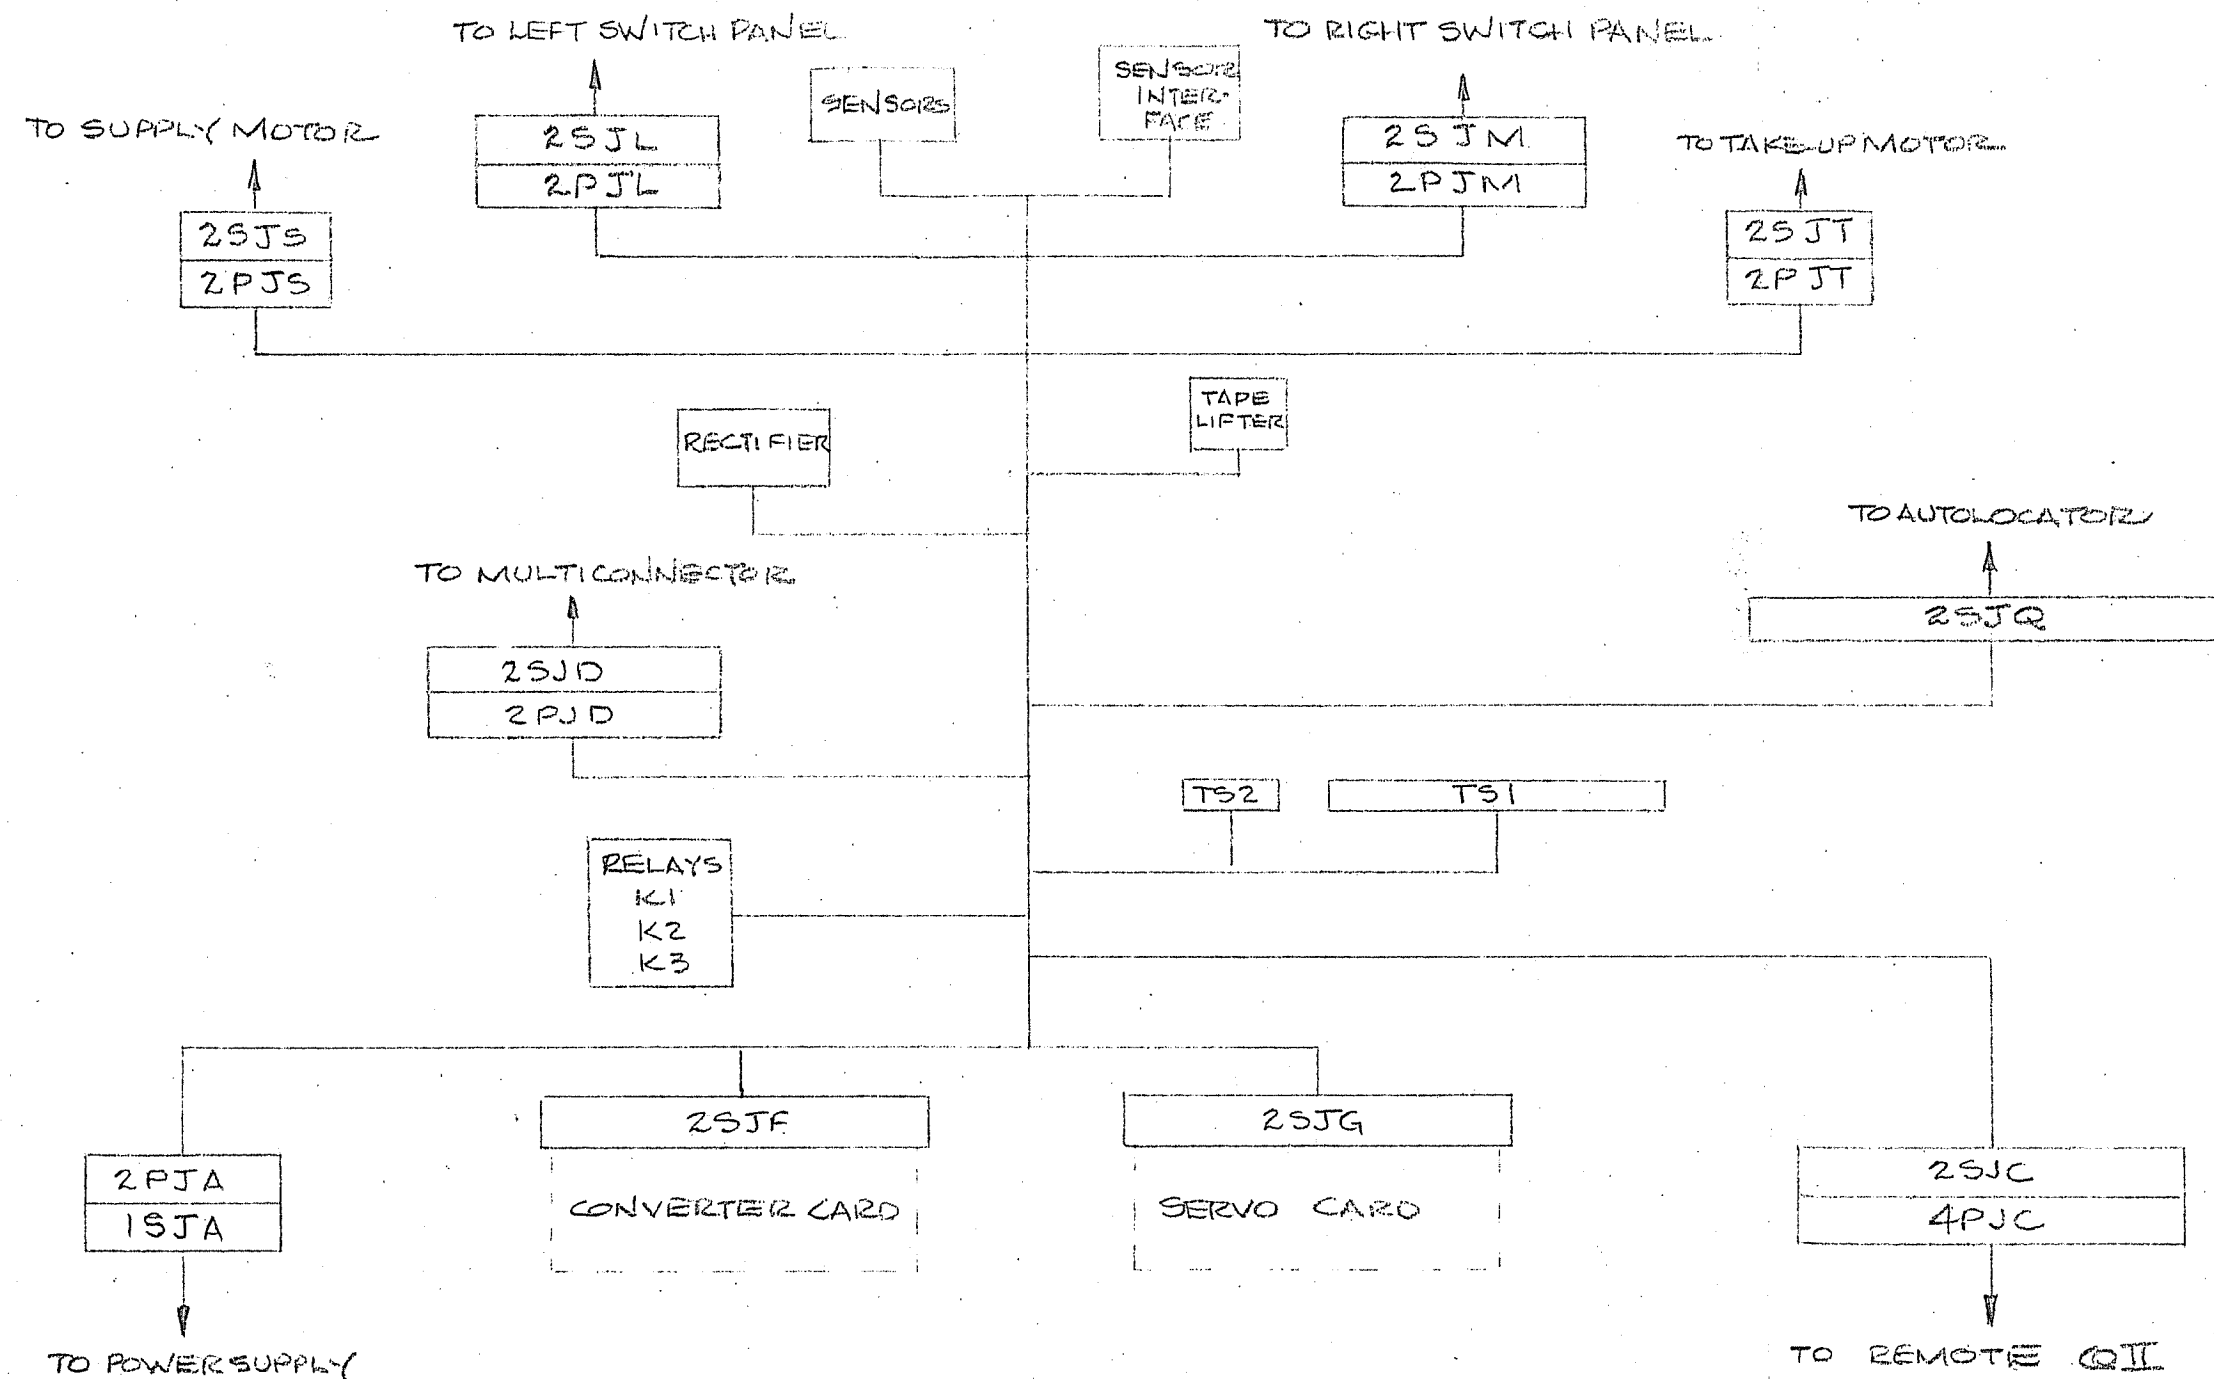 TO LEFT SWITCH PANEL
TO RIGHT SWITCH PANEL
SENSORS
SENSOR
INTER-
FACE
TO SUPPLY MOTOR
2SJL
2PJL
2SJM
2PJM
TO TAKE-UP MOTOR
2SJS
2PJS
2SJT
2PJT
RECTIFIER
TAPE
LIFTER
TO AUTOLOCATOR
TO MULTICONNECTOR
2SJQ
2SJD
2PJD
TS2
TS1
RELAYS
K1
K2
K3
2SJF
2SJG
2PJA
1SJA
CONVERTER CARD
SERVO CARD
2SJC
4PJC
TO POWER SUPPLY
TO REMOTE QII